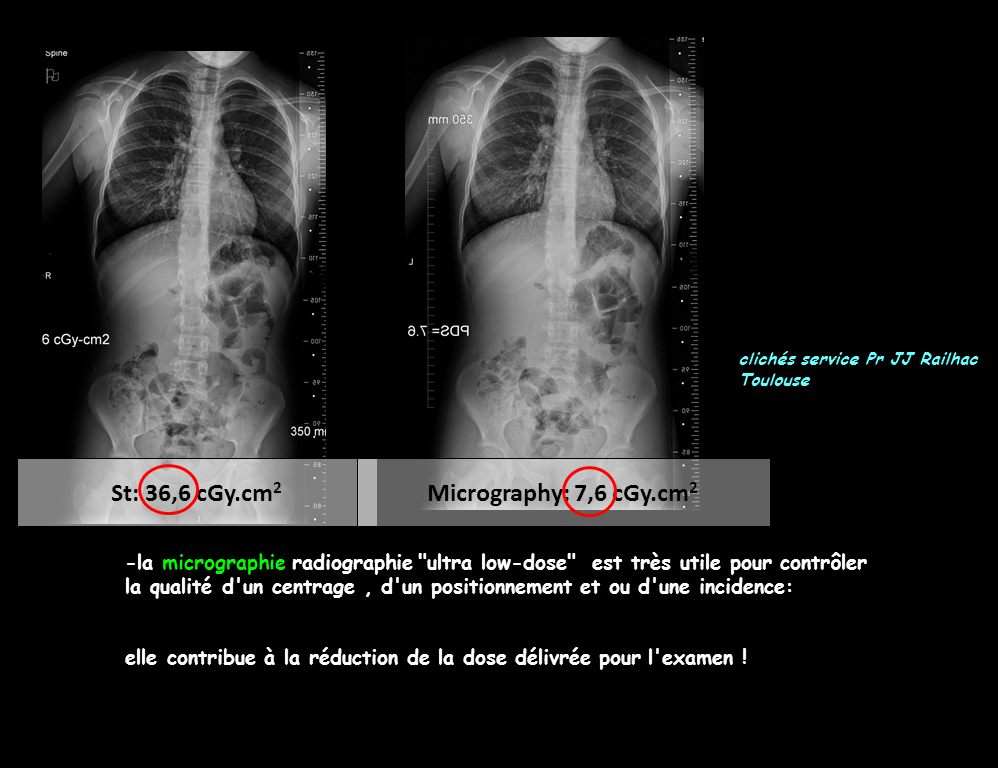 Spine
R
6 cGy-cm2
350 mi
350 mm
L
PDS= 7.6
St: 36,6 cGy.cm²
Micrography: 7,6 cGy.cm²
clichés service Pr JJ Railhac
Toulouse
-la micrographie radiographie "ultra low-dose" est très utile pour contrôler
la qualité d'un centrage , d'un positionnement et ou d'une incidence:
elle contribue à la réduction de la dose délivrée pour l'examen !